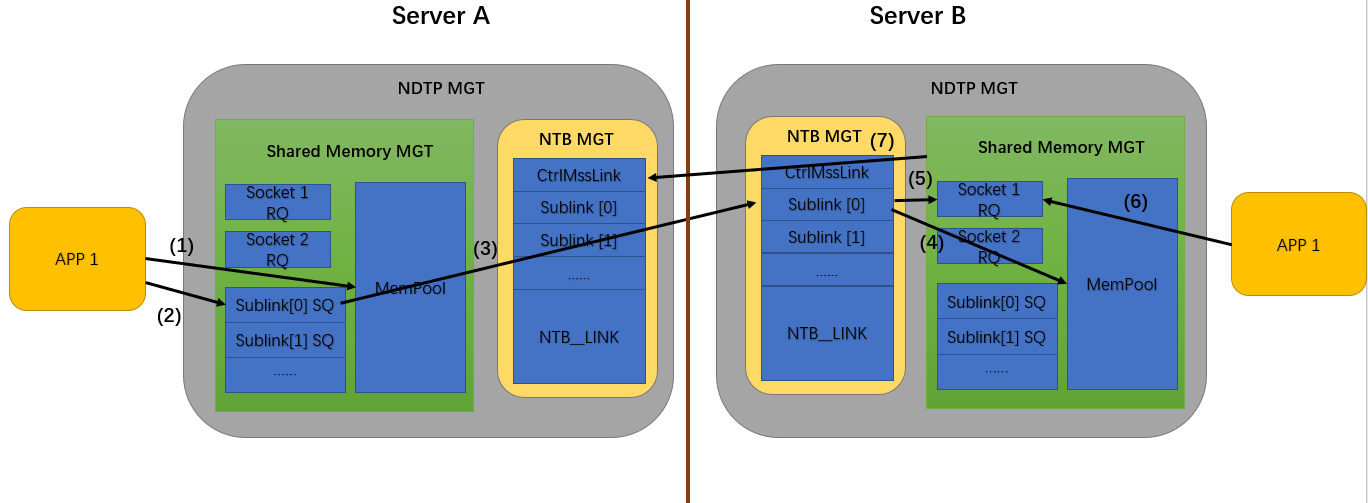 Server A
Server B
NDTP MGT
NDTP MGT
Shared Memory MGT
NTB MGT
Socket 1
RQ
Socket 2
RQ
Sublink[0] SQ
Sublink[1] SQ
......
MemPool
CtrlMssLink
Sublink [0]
Sublink [1]
......
NTB__LINK
APP 1
(1)
(2)
(3)
NTB MGT
(7)
CtrlMssLink
Sublink [0]
Sublink [1]
......
NTB__LINK
(5)
(4)
Shared Memory MGT
Socket 1
RQ
Socket 2
RQ
Sublink[0] SQ
Sublink[1] SQ
......
MemPool
(6)
APP 1